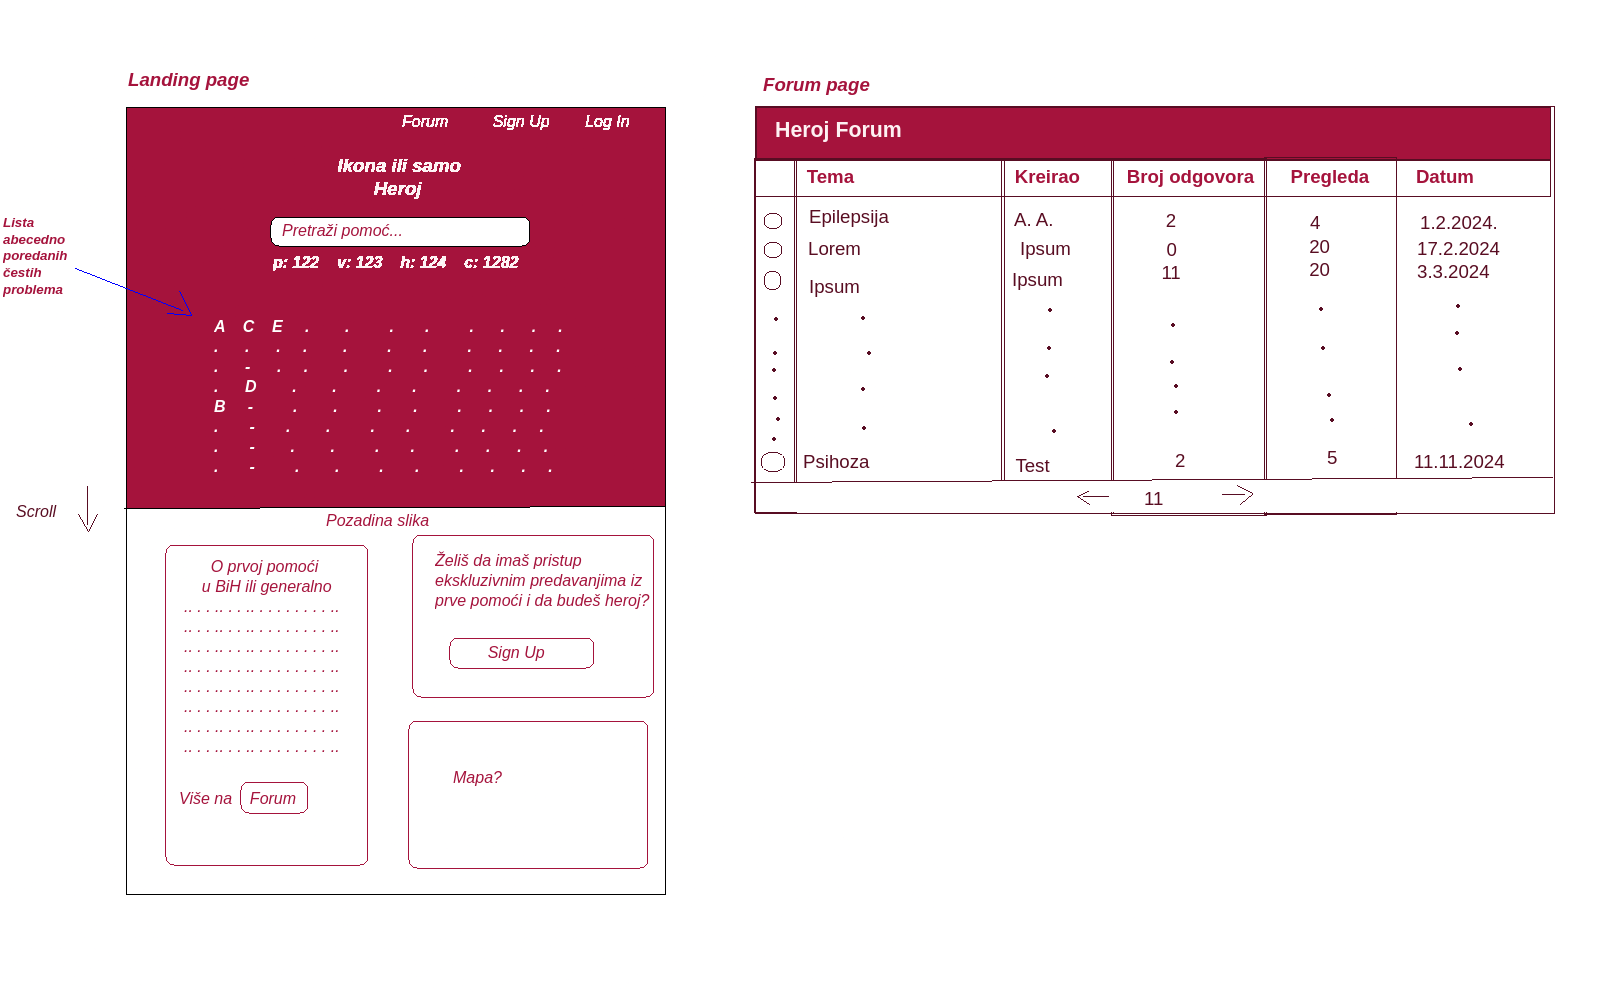 Landing page
Forum Sign Up Log In
Ikona ili samo
Heroj
Pretraži pomoć...
p: 122 v: 123 h: 124 c: 1282
Lista
abecedno
poredanih
čestih
problema
A C E . . . . . . . .
. . . . . . . . . . .
. - . . . . . . . . .
. D . . . . . . . .
B - . . . . . . . .
. - . . . . . . . .
. - . . . . . . . .
. - . . . . . . . .
Scroll
Pozadina slika
O prvoj pomoći
u BiH ili generalno
.. . . .. . . .. . . . . . . . ..
.. . . .. . . .. . . . . . . . ..
.. . . .. . . .. . . . . . . . ..
.. . . .. . . .. . . . . . . . ..
.. . . .. . . .. . . . . . . . ..
.. . . .. . . .. . . . . . . . ..
.. . . .. . . .. . . . . . . . ..
.. . . .. . . .. . . . . . . . ..
Više na Forum
Želiš da imaš pristup
ekskluzivnim predavanjima iz
prve pomoći i da budeš heroj?
Sign Up
Mapa?
Forum page
Heroj Forum
Tema Kreirao Broj odgovora Pregleda Datum
Epilepsija A. A. 2 4 1.2.2024.
Lorem Ipsum 0 20 17.2.2024
Ipsum Ipsum 11 20 3.3.2024
Psihoza Test 2 5 11.11.2024
11